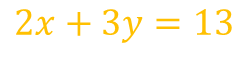 2x + 3y = 13